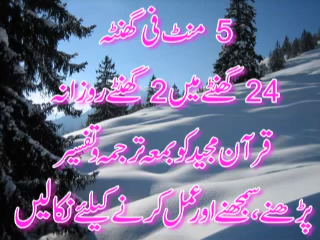 5 منٹ فی گھنٹہ
24 گھنٹے میں 2 گھنٹے روزانہ
قرآن مجید کو بمعہ ترجمہ و تفسیر
پڑھنے، سمجھنے اور عمل کرنے کیلئے نکالیں